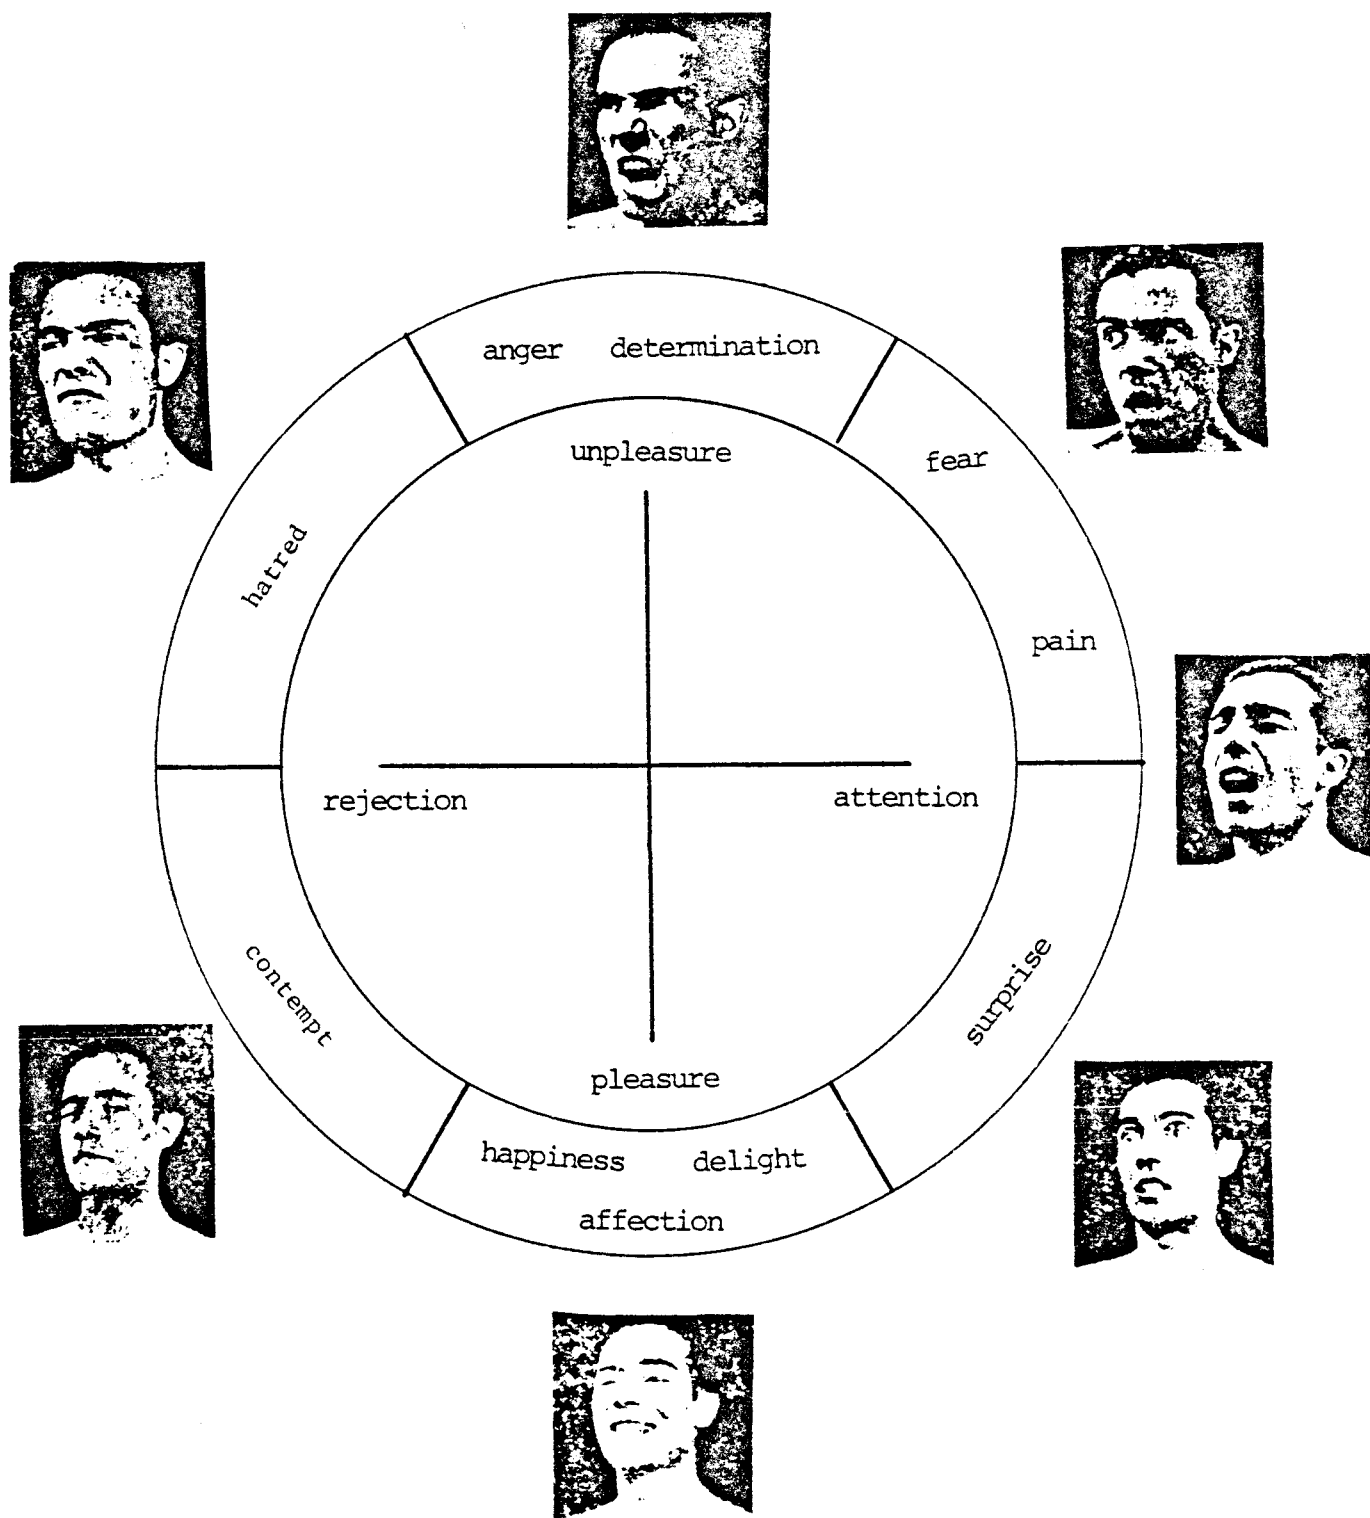 anger determination
unpleasure
fear
hatred
pain
rejection
attention
contempt
surprise
pleasure
happiness delight
affection